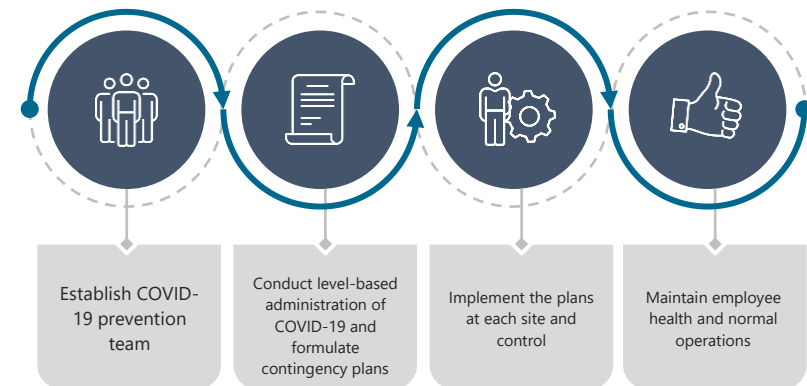 Establish COVID-
19 prevention
team
Conduct level-based
administration of
COVID-19 and
formulate
contingency plans
Implement the plans
at each site and
control
Maintain employee
health and normal
operations